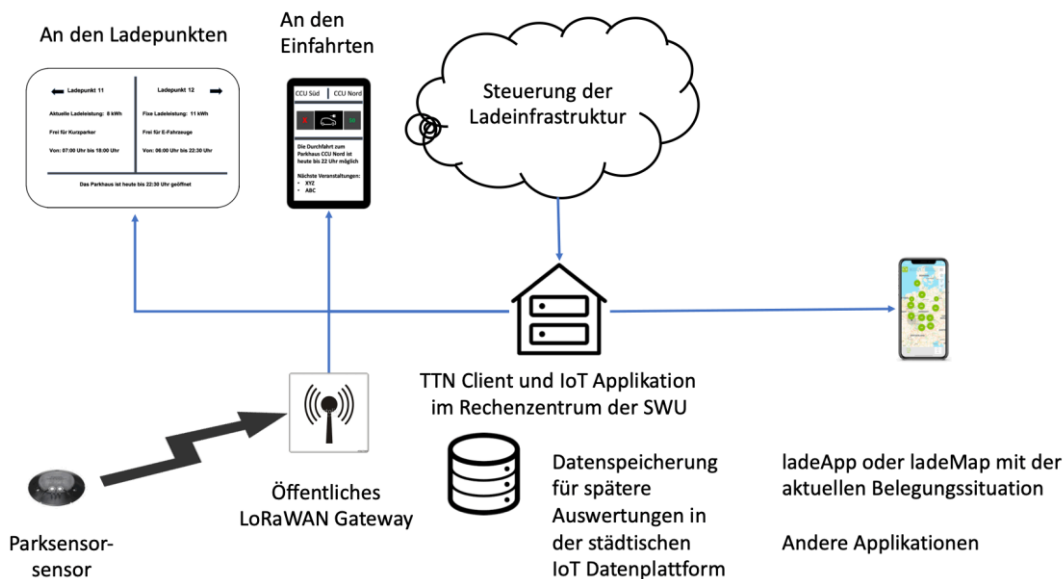 An den Ladepunkten
An den
Einfahrten
Ladepunkt 11
Ladepunkt 12
Aktuelle Ladeleistung: 8 kWh
Fixe Ladeleistung: 11 kWh
Frei für Kurzparker
Frei für E-Fahrzeuge
Von: 07:00 Uhr bis 18:00 Uhr
Von: 06:00 Uhr bis 22:30 Uhr
Das Parkhaus ist heute bis 22:30 Uhr geöffnet
CCU Süd
CCU Nord
Die Durchfahrt zum
Parkhaus CCU Nord ist
heute bis 22 Uhr möglich
Nächste Veranstaltungen:
• XYZ
• ABC
Steuerung der
Ladeinfrastruktur
TTN Client und IoT Applikation
im Rechenzentrum der SWU
Parksensor-
sensor
Öffentliches
LoRaWAN Gateway
Datenspeicherung
für spätere
Auswertungen in
der städtischen
IoT Datenplattform
ladeApp oder ladeMap mit der
aktuellen Belegungssituation
Andere Applikationen